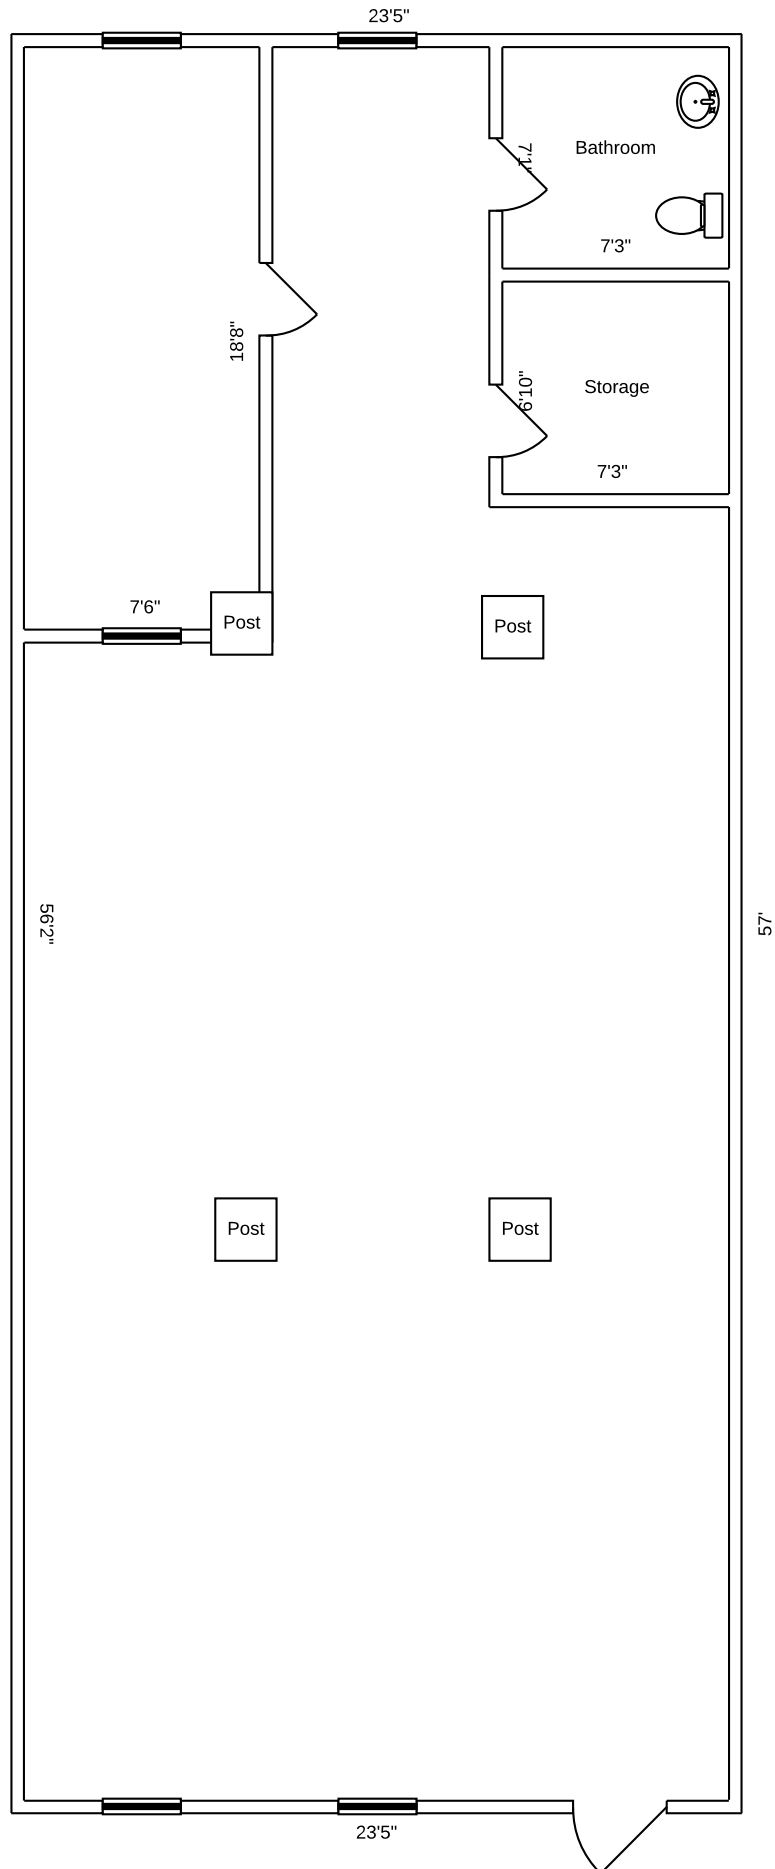 23'5"
7'1"
Bathroom
7'3"
18'8"
6'10"
Storage
7'3"
7'6"
Post
Post
56'2"
57'
Post
Post
23'5"